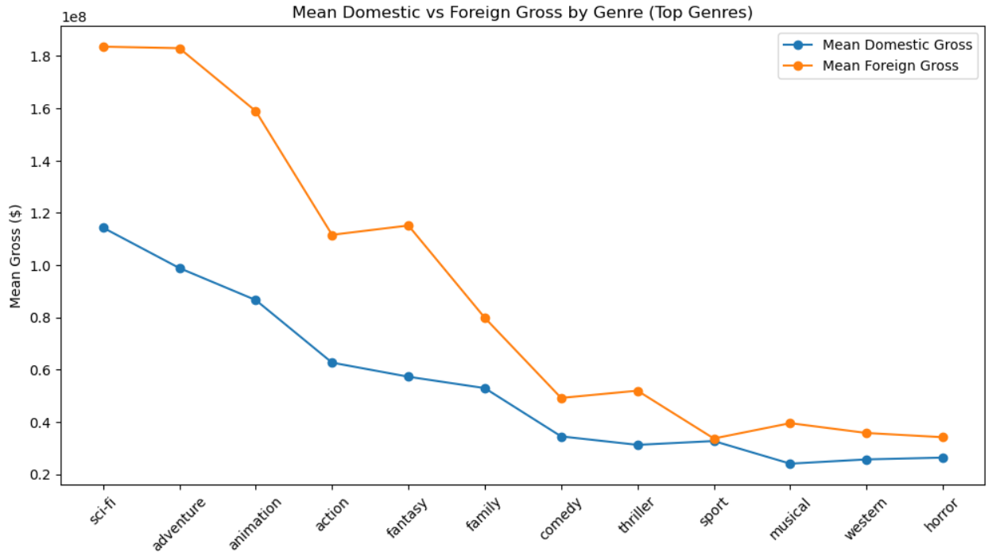 Mean Domestic vs Foreign Gross by Genre (Top Genres)
1e8
Mean Domestic Gross
Mean Foreign Gross
Mean Gross ($)
1.8
1.6
1.4
1.2
1.0
0.8
0.6
0.4
0.2
sci-fi
adventure
animation
action
fantasy
family
comedy
thriller
sport
musical
western
horror